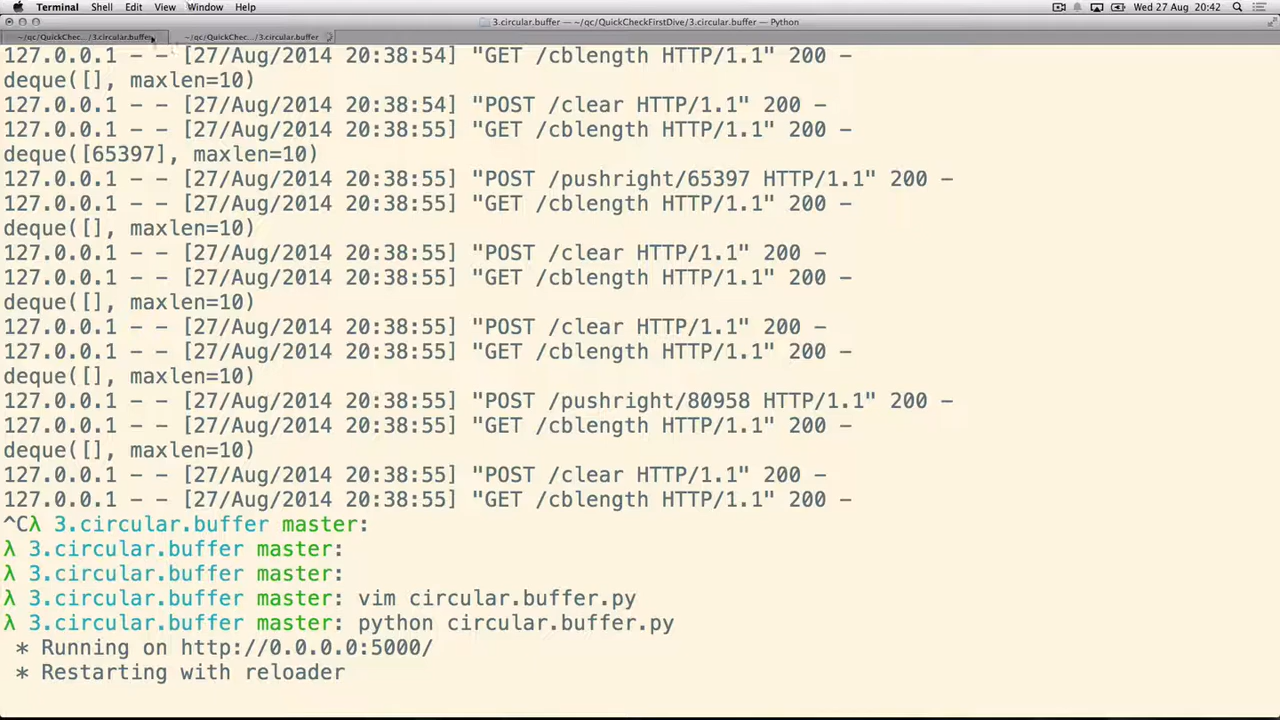 Terminal Shell Edit View Window Help Wed 27 Aug 20:42
3.circular.buffer — ~/qc/QuickCheckFirstDive/3.circular.buffer — Python
~/qc/QuickChec.../3.circular.buffer ~/qc/QuickChec.../3.circular.buffer
127.0.0.1 - - [27/Aug/2014 20:38:54] "GET /cblength HTTP/1.1" 200 -
deque([], maxlen=10)
127.0.0.1 - - [27/Aug/2014 20:38:54] "POST /clear HTTP/1.1" 200 -
127.0.0.1 - - [27/Aug/2014 20:38:55] "GET /cblength HTTP/1.1" 200 -
deque([65397], maxlen=10)
127.0.0.1 - - [27/Aug/2014 20:38:55] "POST /pushright/65397 HTTP/1.1" 200 -
127.0.0.1 - - [27/Aug/2014 20:38:55] "GET /cblength HTTP/1.1" 200 -
deque([], maxlen=10)
127.0.0.1 - - [27/Aug/2014 20:38:55] "POST /clear HTTP/1.1" 200 -
127.0.0.1 - - [27/Aug/2014 20:38:55] "GET /cblength HTTP/1.1" 200 -
deque([], maxlen=10)
127.0.0.1 - - [27/Aug/2014 20:38:55] "POST /clear HTTP/1.1" 200 -
127.0.0.1 - - [27/Aug/2014 20:38:55] "GET /cblength HTTP/1.1" 200 -
deque([], maxlen=10)
127.0.0.1 - - [27/Aug/2014 20:38:55] "POST /pushright/80958 HTTP/1.1" 200 -
127.0.0.1 - - [27/Aug/2014 20:38:55] "GET /cblength HTTP/1.1" 200 -
deque([], maxlen=10)
127.0.0.1 - - [27/Aug/2014 20:38:55] "POST /clear HTTP/1.1" 200 -
127.0.0.1 - - [27/Aug/2014 20:38:55] "GET /cblength HTTP/1.1" 200 -
^Cλ 3.circular.buffer master:
λ 3.circular.buffer master:
λ 3.circular.buffer master:
λ 3.circular.buffer master: vim circular.buffer.py
λ 3.circular.buffer master: python circular.buffer.py
* Running on http://0.0.0.0:5000/
* Restarting with reloader